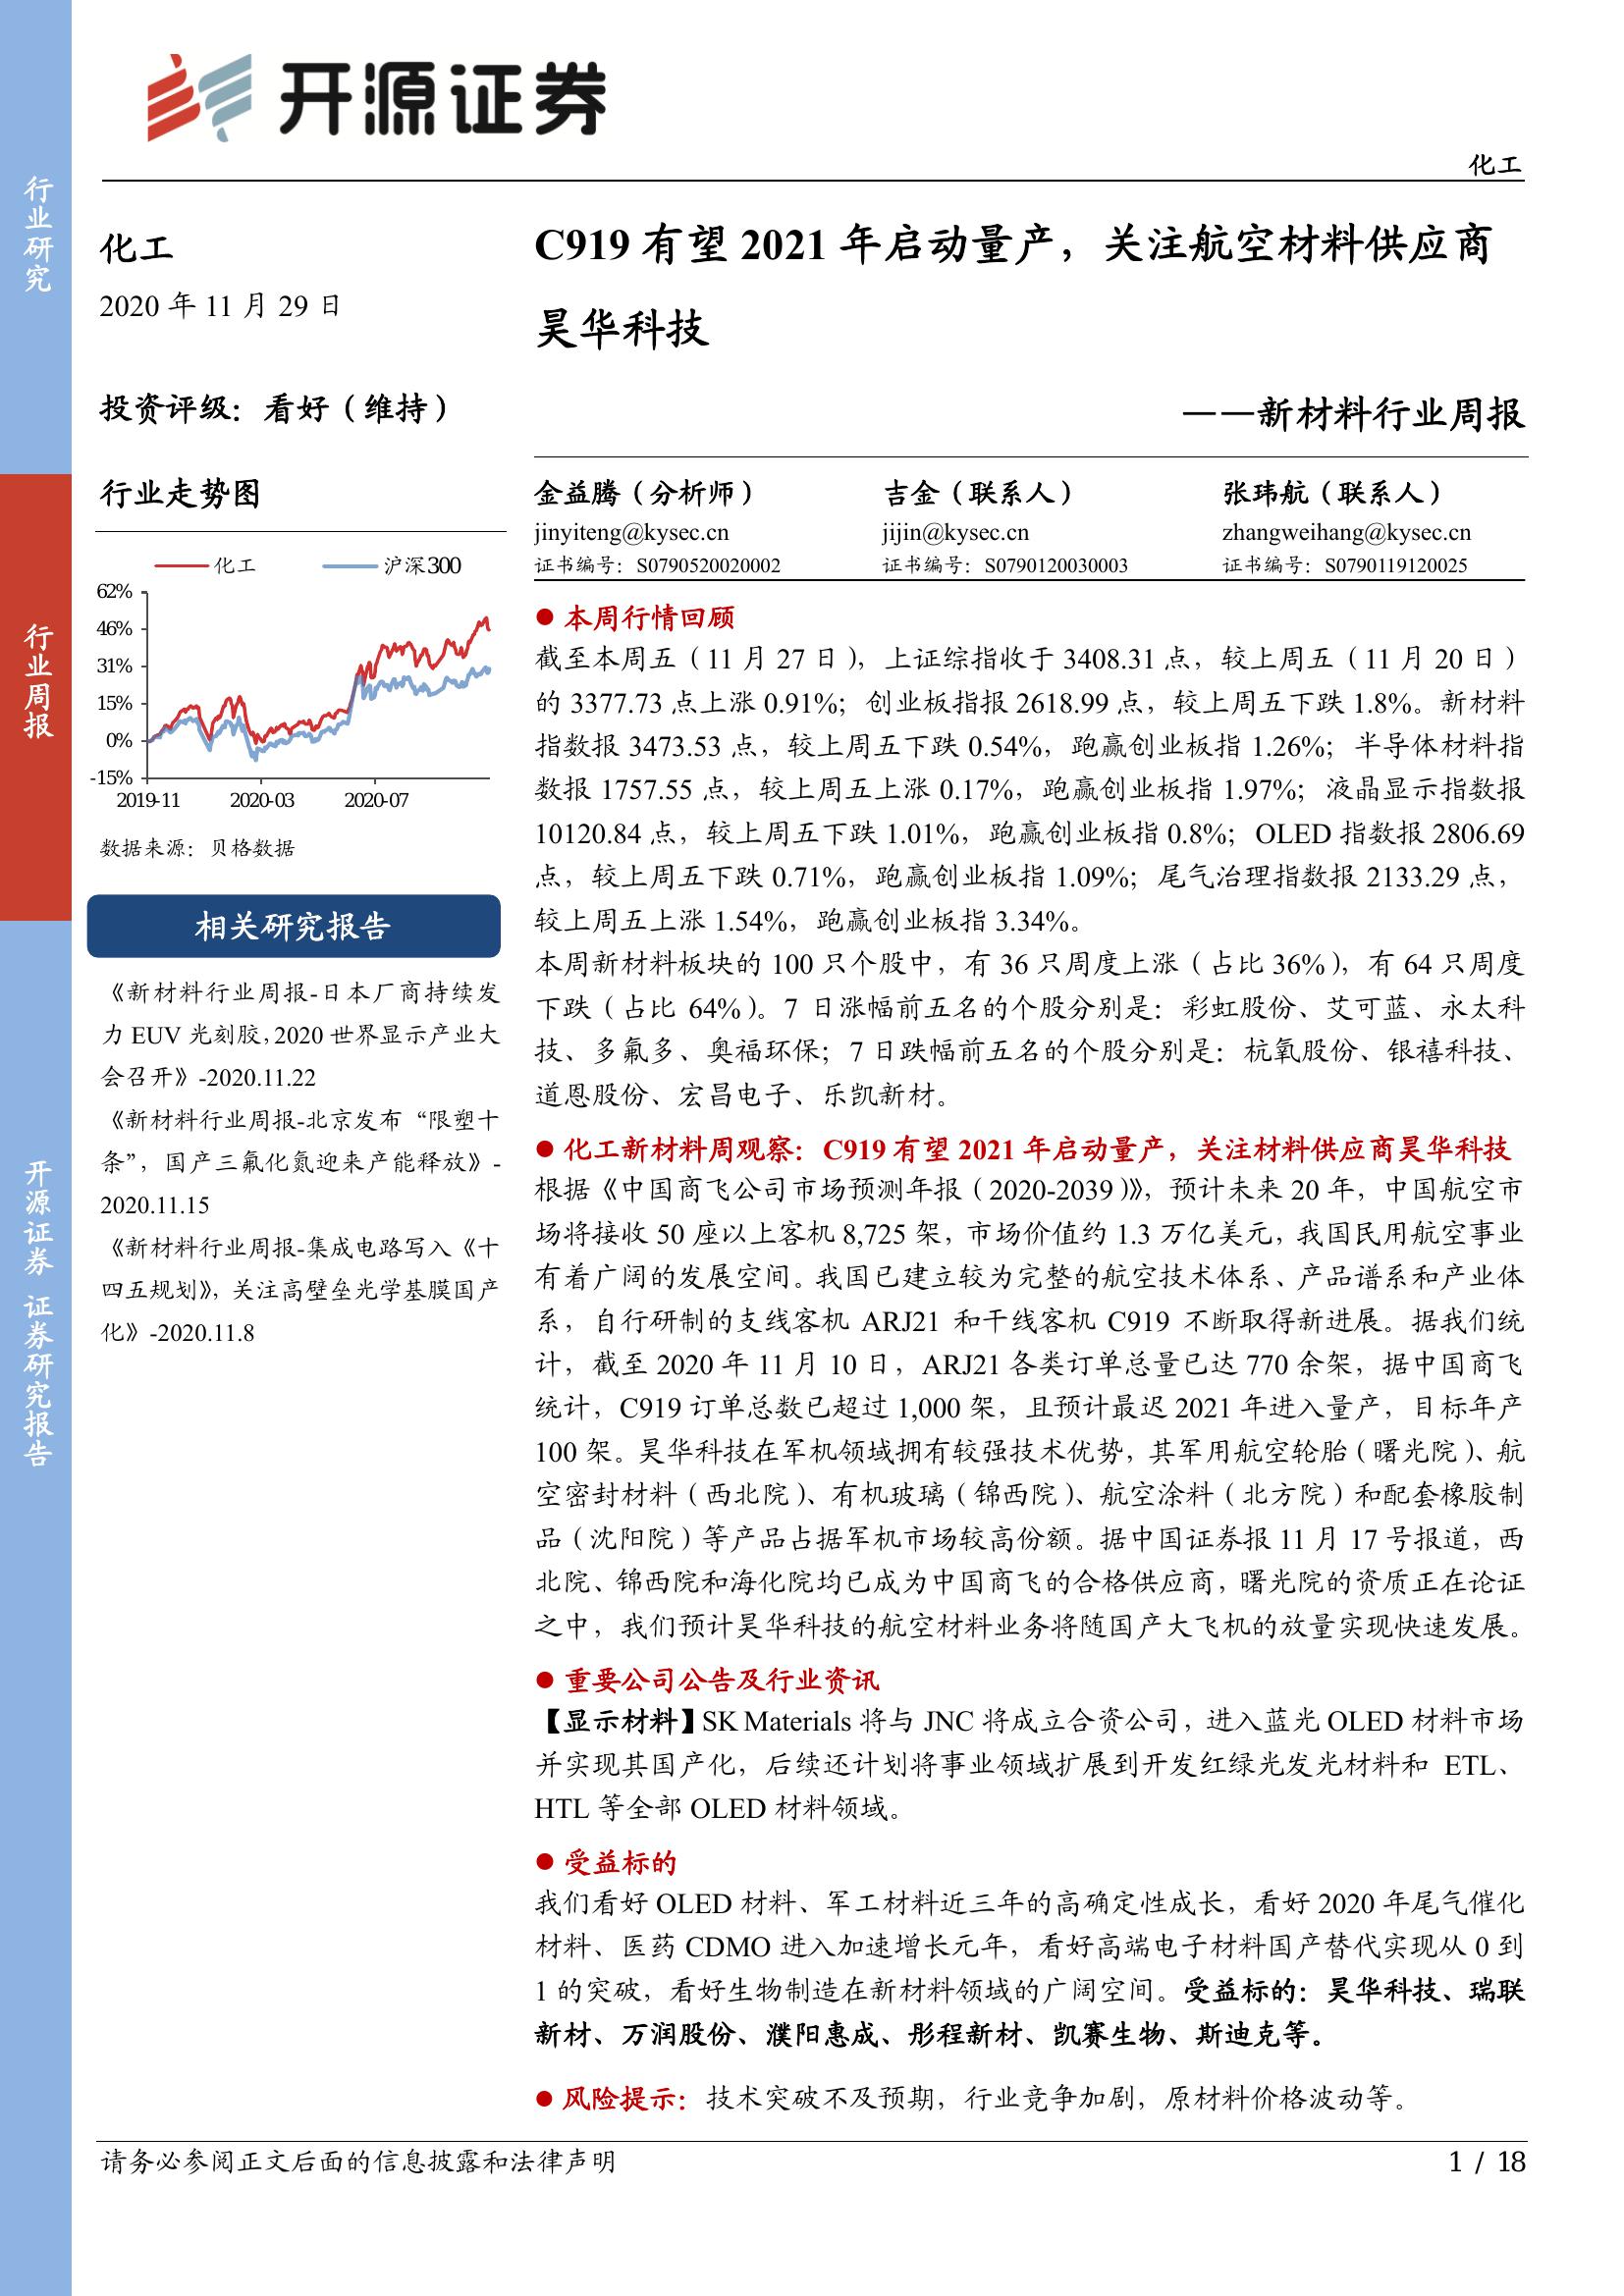 开源证券
化工
行业研究
行业周报
开源证券 证券研究报告
化工
2020 年 11 月 29 日
投资评级：看好（维持）
行业走势图
化工 沪深300
62%
46%
31%
15%
0%
-15%
2019-11 2020-03 2020-07
数据来源：贝格数据
相关研究报告
《新材料行业周报-日本厂商持续发
力 EUV 光刻胶,2020 世界显示产业大
会召开》-2020.11.22
《新材料行业周报-北京发布“限塑十
条”，国产三氟化氮迎来产能释放》-
2020.11.15
《新材料行业周报-集成电路写入《十
四五规划》，关注高壁垒光学基膜国产
化》-2020.11.8
C919 有望 2021 年启动量产，关注航空材料供应商
昊华科技
——新材料行业周报
金益腾（分析师） 吉金（联系人） 张玮航（联系人）
jinyiteng@kysec.cn jijin@kysec.cn zhangweihang@kysec.cn
证书编号：S0790520020002 证书编号：S0790120030003 证书编号：S0790119120025
● 本周行情回顾
截至本周五（11 月 27 日），上证综指收于 3408.31 点，较上周五（11 月 20 日）
的 3377.73 点上涨 0.91%；创业板指报 2618.99 点，较上周五下跌 1.8%。新材料
指数报 3473.53 点，较上周五下跌 0.54%，跑赢创业板指 1.26%；半导体材料指
数报 1757.55 点，较上周五上涨 0.17%，跑赢创业板指 1.97%；液晶显示指数报
10120.84 点，较上周五下跌 1.01%，跑赢创业板指 0.8%；OLED 指数报 2806.69
点，较上周五下跌 0.71%，跑赢创业板指 1.09%；尾气治理指数报 2133.29 点，
较上周五上涨 1.54%，跑赢创业板指 3.34%。
本周新材料板块的 100 只个股中，有 36 只周度上涨（占比 36%），有 64 只周度
下跌（占比 64%）。7 日涨幅前五名的个股分别是：彩虹股份、艾可蓝、永太科
技、多氟多、奥福环保；7 日跌幅前五名的个股分别是：杭氧股份、银禧科技、
道恩股份、宏昌电子、乐凯新材。
● 化工新材料周观察：C919 有望 2021 年启动量产，关注材料供应商昊华科技
根据《中国商飞公司市场预测年报（2020-2039）》，预计未来 20 年，中国航空市
场将接收 50 座以上客机 8,725 架，市场价值约 1.3 万亿美元，我国民用航空事业
有着广阔的发展空间。我国已建立较为完整的航空技术体系、产品谱系和产业体
系，自行研制的支线客机 ARJ21 和干线客机 C919 不断取得新进展。据我们统
计，截至 2020 年 11 月 10 日，ARJ21 各类订单总量已达 770 余架，据中国商飞
统计，C919 订单总数已超过 1,000 架，且预计最迟 2021 年进入量产，目标年产
100 架。昊华科技在军机领域拥有较强技术优势，其军用航空轮胎（曙光院）、航
空密封材料（西北院）、有机玻璃（锦西院）、航空涂料（北方院）和配套橡胶制
品（沈阳院）等产品占据军机市场较高份额。据中国证券报 11 月 17 号报道，西
北院、锦西院和海化院均已成为中国商飞的合格供应商，曙光院的资质正在论证
之中，我们预计昊华科技的航空材料业务将随国产大飞机的放量实现快速发展。
● 重要公司公告及行业资讯
【显示材料】SK Materials 将与 JNC 将成立合资公司，进入蓝光 OLED 材料市场
并实现其国产化，后续还计划将事业领域扩展到开发红绿光发光材料和 ETL、
HTL 等全部 OLED 材料领域。
● 受益标的
我们看好 OLED 材料、军工材料近三年的高确定性成长，看好 2020 年尾气催化
材料、医药 CDMO 进入加速增长元年，看好高端电子材料国产替代实现从 0 到
1 的突破，看好生物制造在新材料领域的广阔空间。受益标的：昊华科技、瑞联
新材、万润股份、濮阳惠成、彤程新材、凯赛生物、斯迪克等。
● 风险提示：技术突破不及预期，行业竞争加剧，原材料价格波动等。
请务必参阅正文后面的信息披露和法律声明 1 / 18